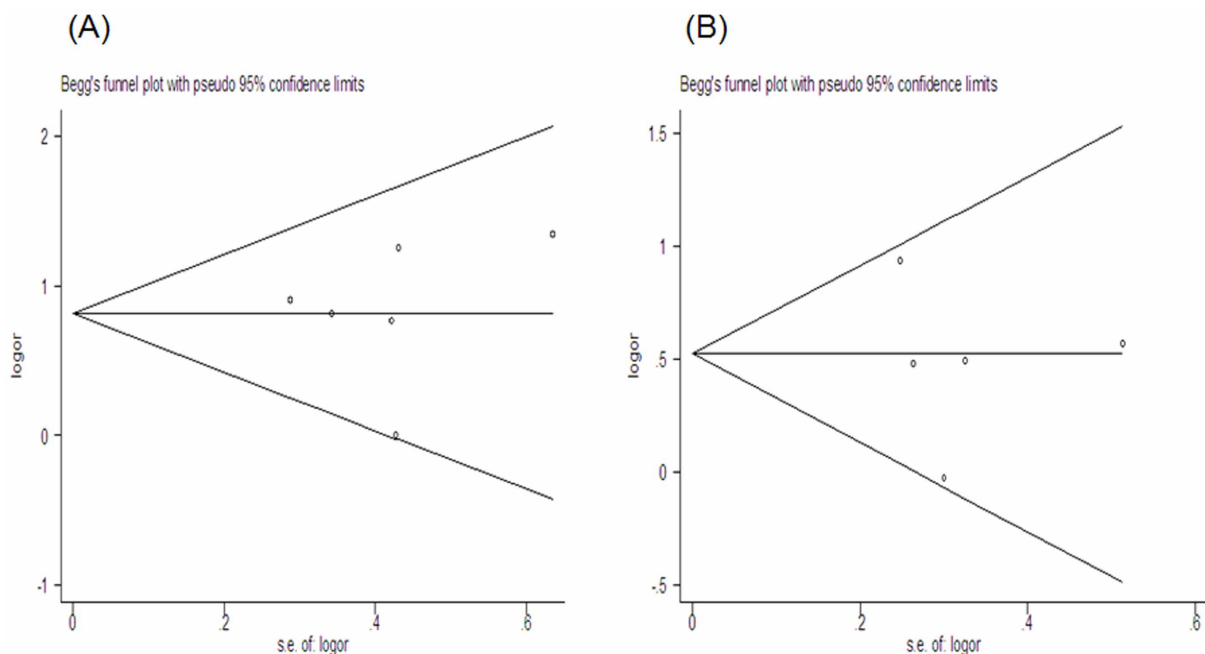 (A)
Begg's funnel plot with pseudo 95% confidence limits
2
1
0
-1
logor
0
.2
.4
.6
s.e. of: logor
(B)
Begg's funnel plot with pseudo 95% confidence limits
1.5
1
.5
0
-.5
logor
0
.2
.4
.6
s.e. of: logor